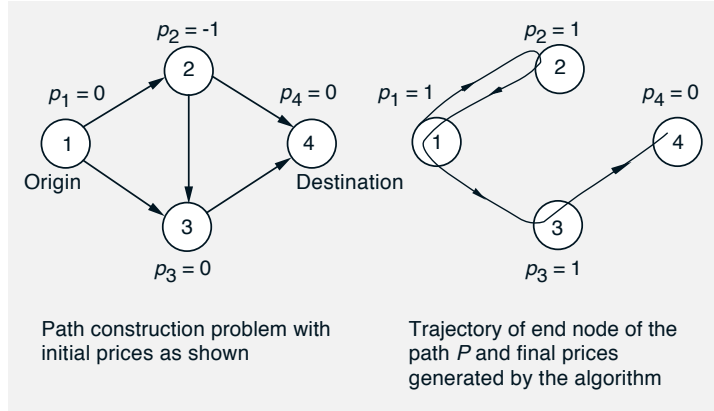 p2 = -1
2
p1 = 0
p4 = 0
1
4
Origin
Destination
3
p3 = 0
Path construction problem with
initial prices as shown
p2 = 1
2
p1 = 1
p4 = 0
1
4
3
p3 = 1
Trajectory of end node of the
path P and final prices
generated by the algorithm